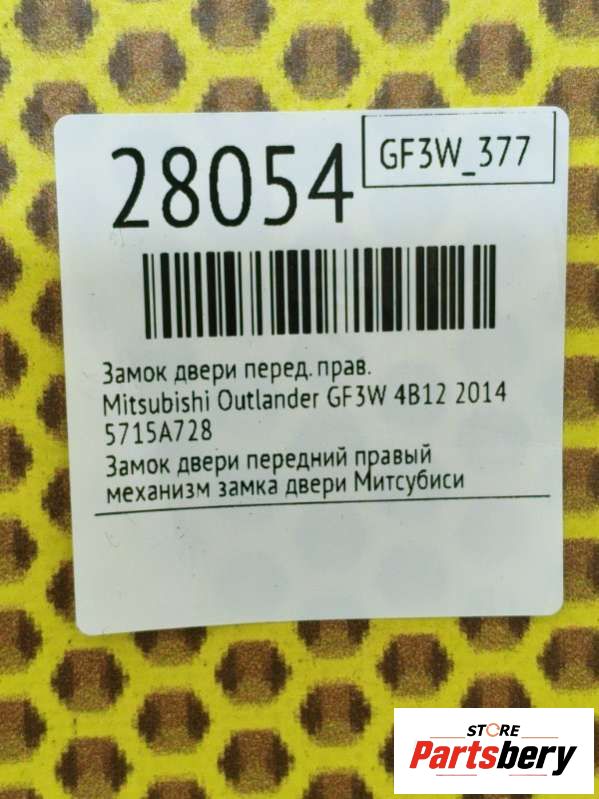 28054
GF3W_377
Замок двери перед. прав.
Mitsubishi Outlander GF3W 4B12 2014
5715A728
Замок двери передний правый
механизм замка двери Митсубиси
STORE
Partsbery